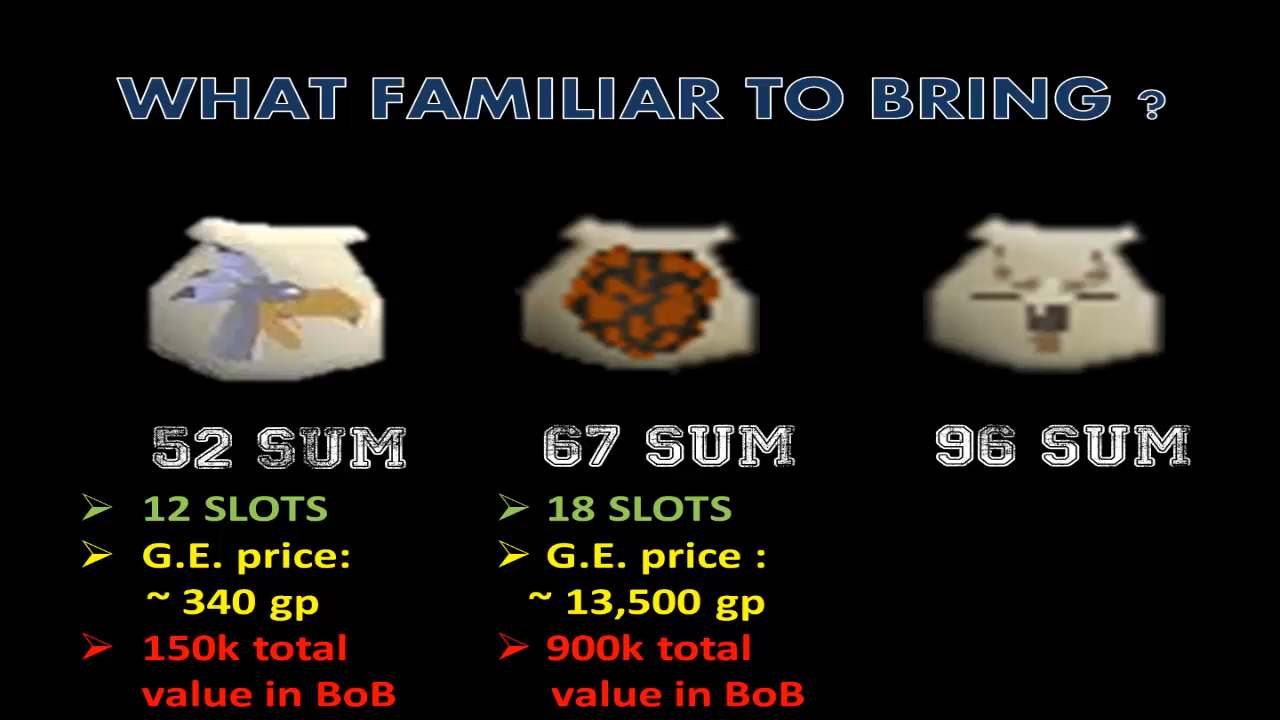 WHAT FAMILIAR TO BRING ?
52 SUM
67 SUM
96 SUM
➢ 12 SLOTS
➢ G.E. price:
~ 340 gp
➢ 150k total
value in BoB
➢ 18 SLOTS
➢ G.E. price :
~ 13,500 gp
➢ 900k total
value in BoB